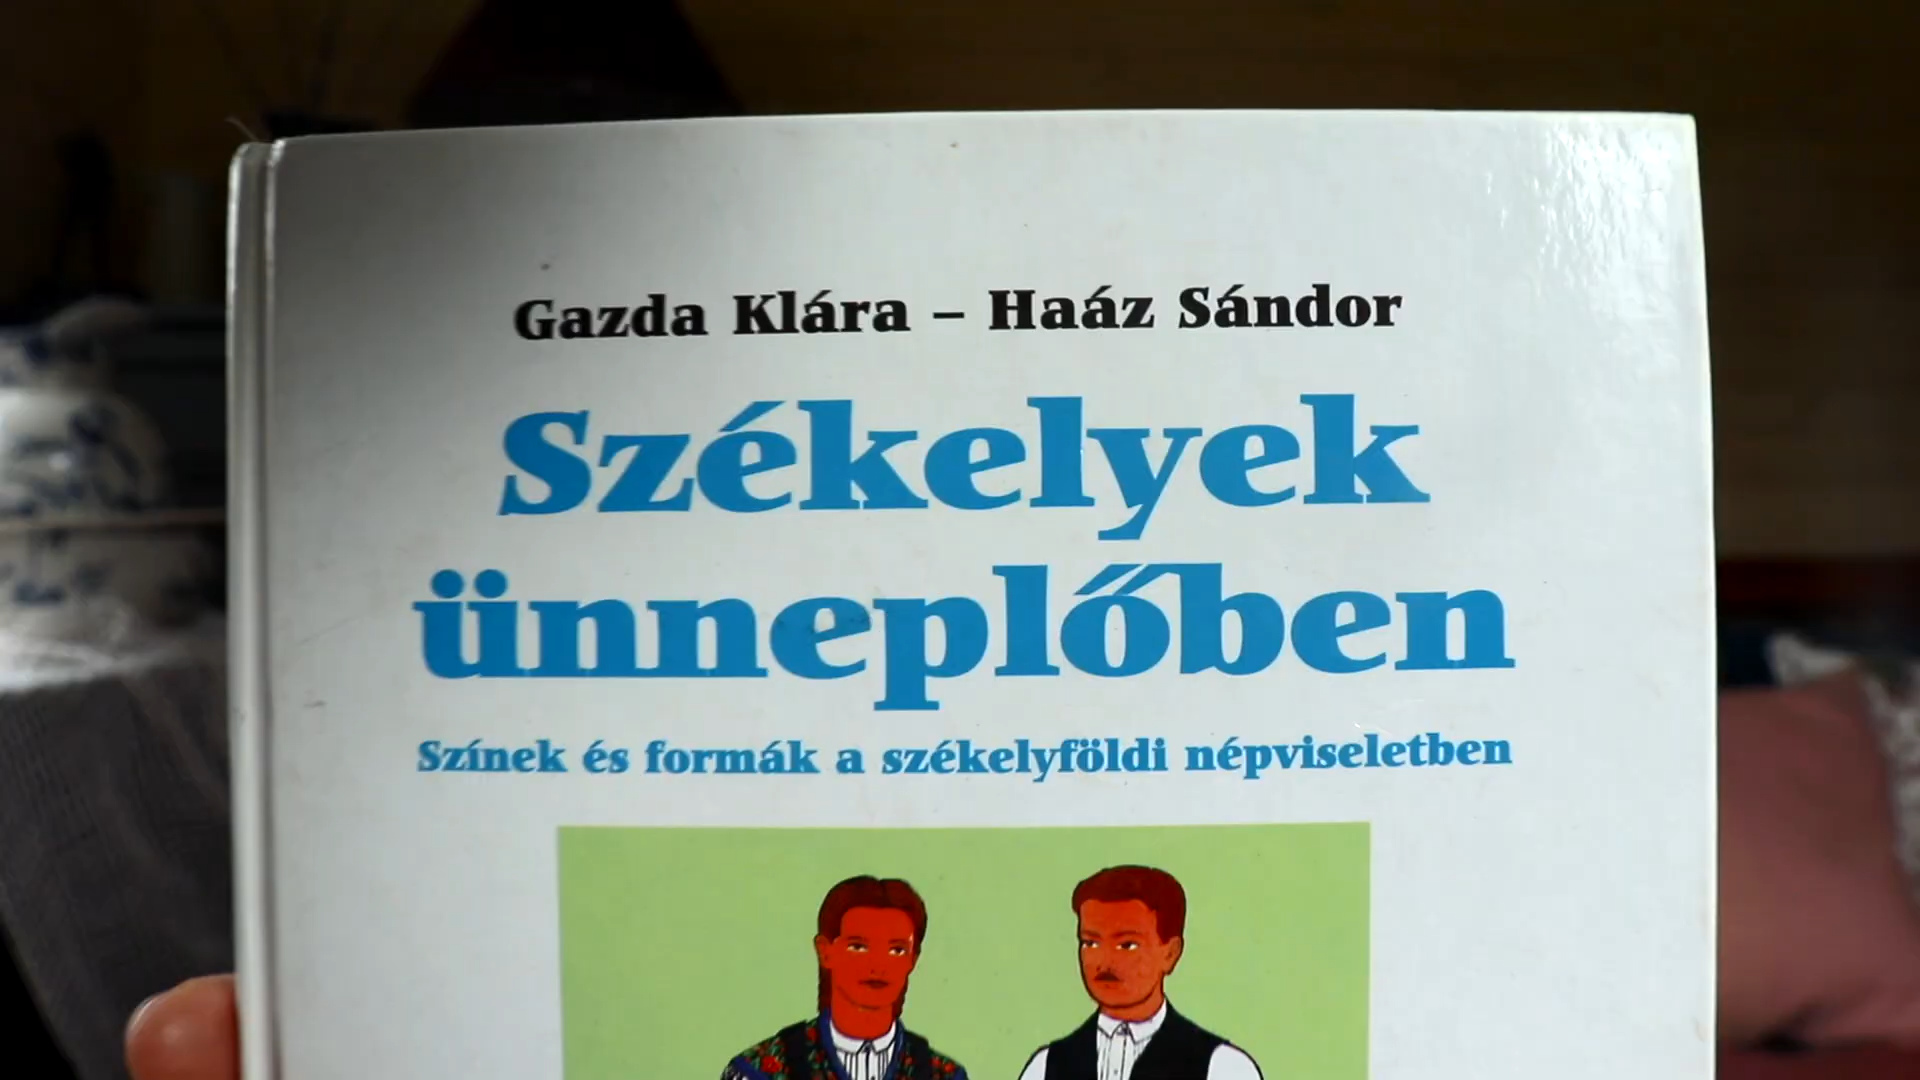 Gazda Klára – Haáz Sándor
Székelyek
ünneplőben
Színek és formák a székelyföldi népviseletben